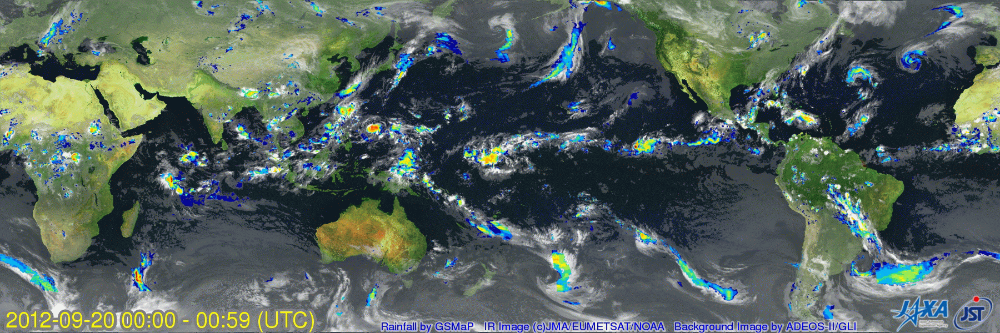 JAXA
JST
2012-09-20 00:00 - 00:59 (UTC)
Rainfall by GSMaP IR Image (c)JMA/EUMETSAT/NOAA Background Image by ADEOS-II/GLI